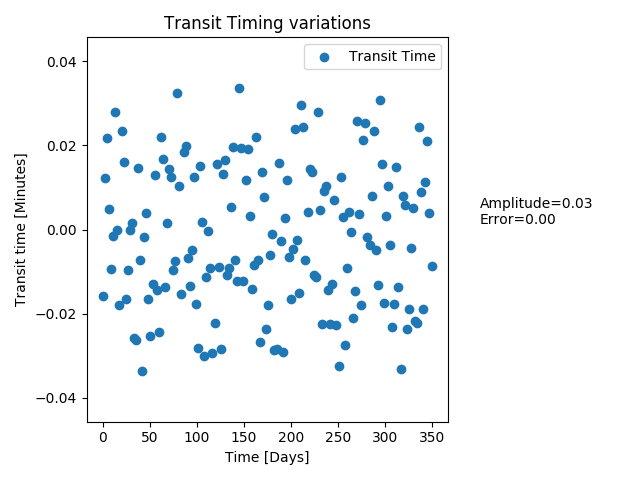 Transit Timing variations
Transit Time
0.04
0.02
0.00
−0.02
−0.04
Transit time [Minutes]
Amplitude=0.03
Error=0.00
0 50 100 150 200 250 300 350
Time [Days]